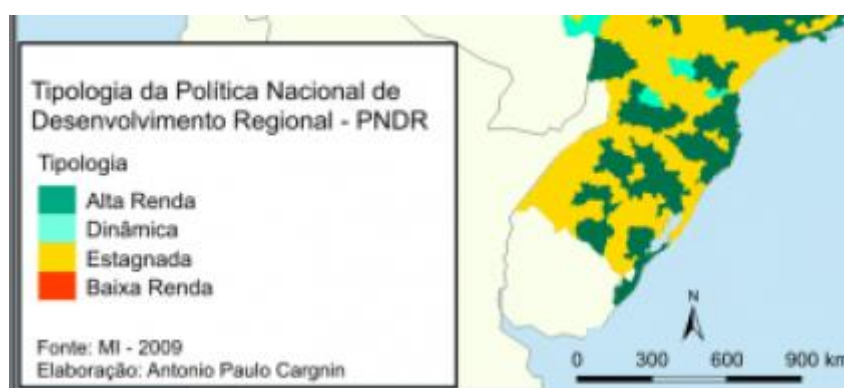 Tipologia da Política Nacional de
Desenvolvimento Regional - PNDR
Tipologia
Alta Renda
Dinâmica
Estagnada
Baixa Renda
Fonte: MI - 2009
Elaboração: Antonio Paulo Cargnin
N
0 300 600 900 km